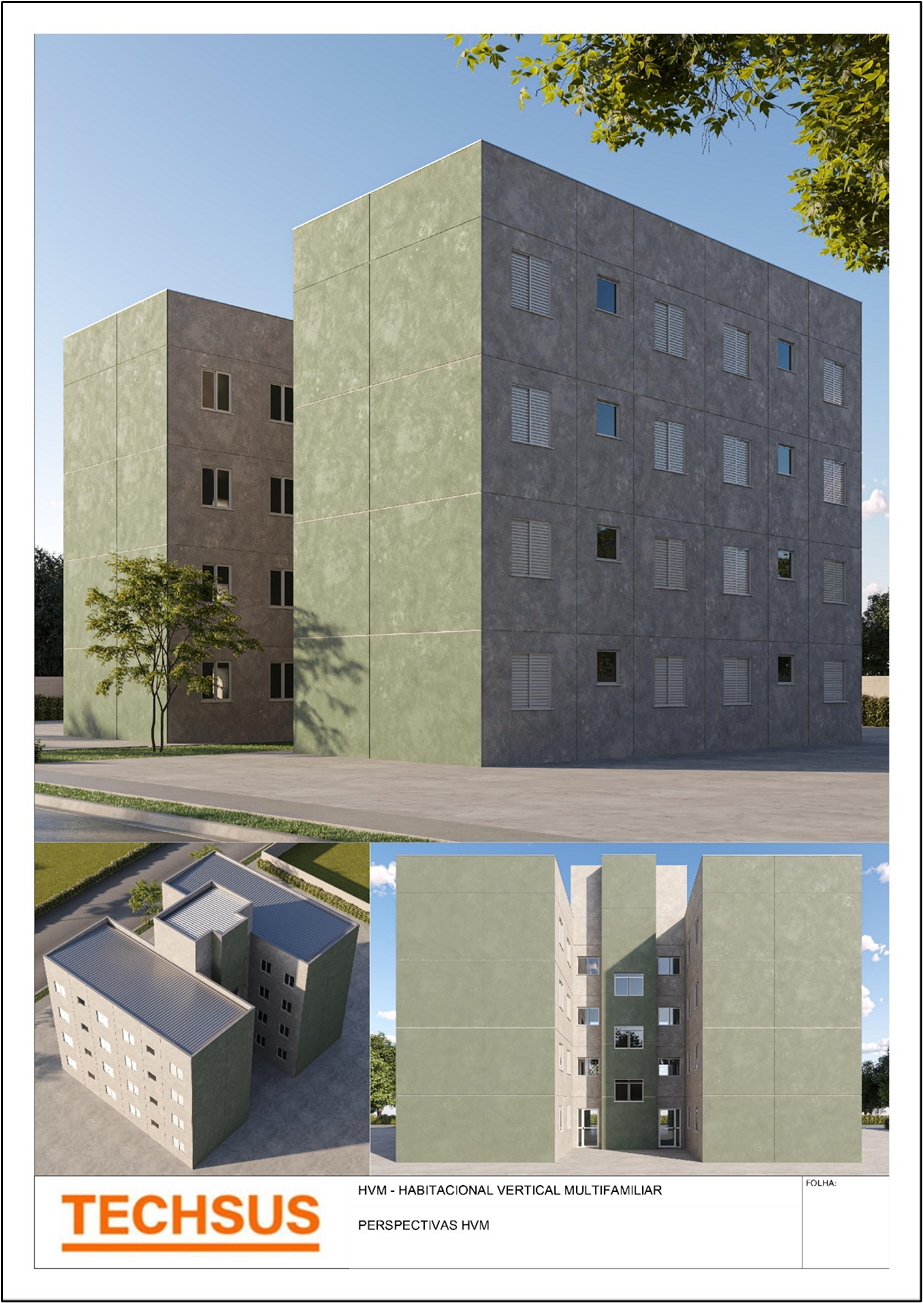 TECHSUS
HVM - HABITACIONAL VERTICAL MULTIFAMILIAR
PERSPECTIVAS HVM
FOLHA: